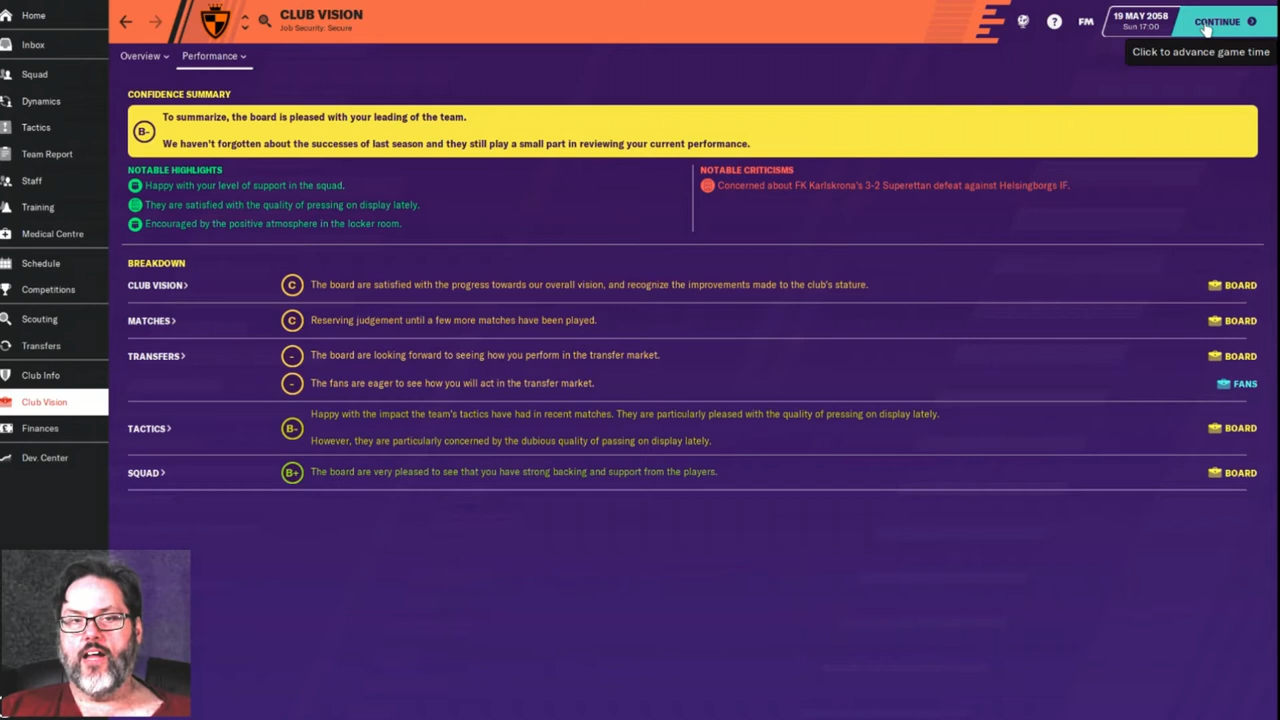 Home
Inbox
Squad
Dynamics
Tactics
Team Report
Staff
Training
Medical Centre
Schedule
Competitions
Scouting
Transfers
Club Info
Club Vision
Finances
Dev. Center
CLUB VISION
Job Security: Secure
?
FM
19 MAY 2058
Sun 17:00
CONTINUE
Click to advance game time
Overview
Performance
CONFIDENCE SUMMARY
B-
To summarize, the board is pleased with your leading of the team.
We haven't forgotten about the successes of last season and they still play a small part in reviewing your current performance.
NOTABLE HIGHLIGHTS
Happy with your level of support in the squad.
They are satisfied with the quality of pressing on display lately.
Encouraged by the positive atmosphere in the locker room.
NOTABLE CRITICISMS
Concerned about FK Karlskrona's 3-2 Superettan defeat against Helsingborgs IF.
BREAKDOWN
CLUB VISION> C The board are satisfied with the progress towards our overall vision, and recognize the improvements made to the club's stature. BOARD
MATCHES> C Reserving judgement until a few more matches have been played. BOARD
TRANSFERS> - The board are looking forward to seeing how you perform in the transfer market. BOARD
- The fans are eager to see how you will act in the transfer market. FANS
Happy with the impact the team's tactics have had in recent matches. They are particularly pleased with the quality of pressing on display lately.
TACTICS> B- BOARD
However, they are particularly concerned by the dubious quality of passing on display lately.
SQUAD> B+ The board are very pleased to see that you have strong backing and support from the players. BOARD